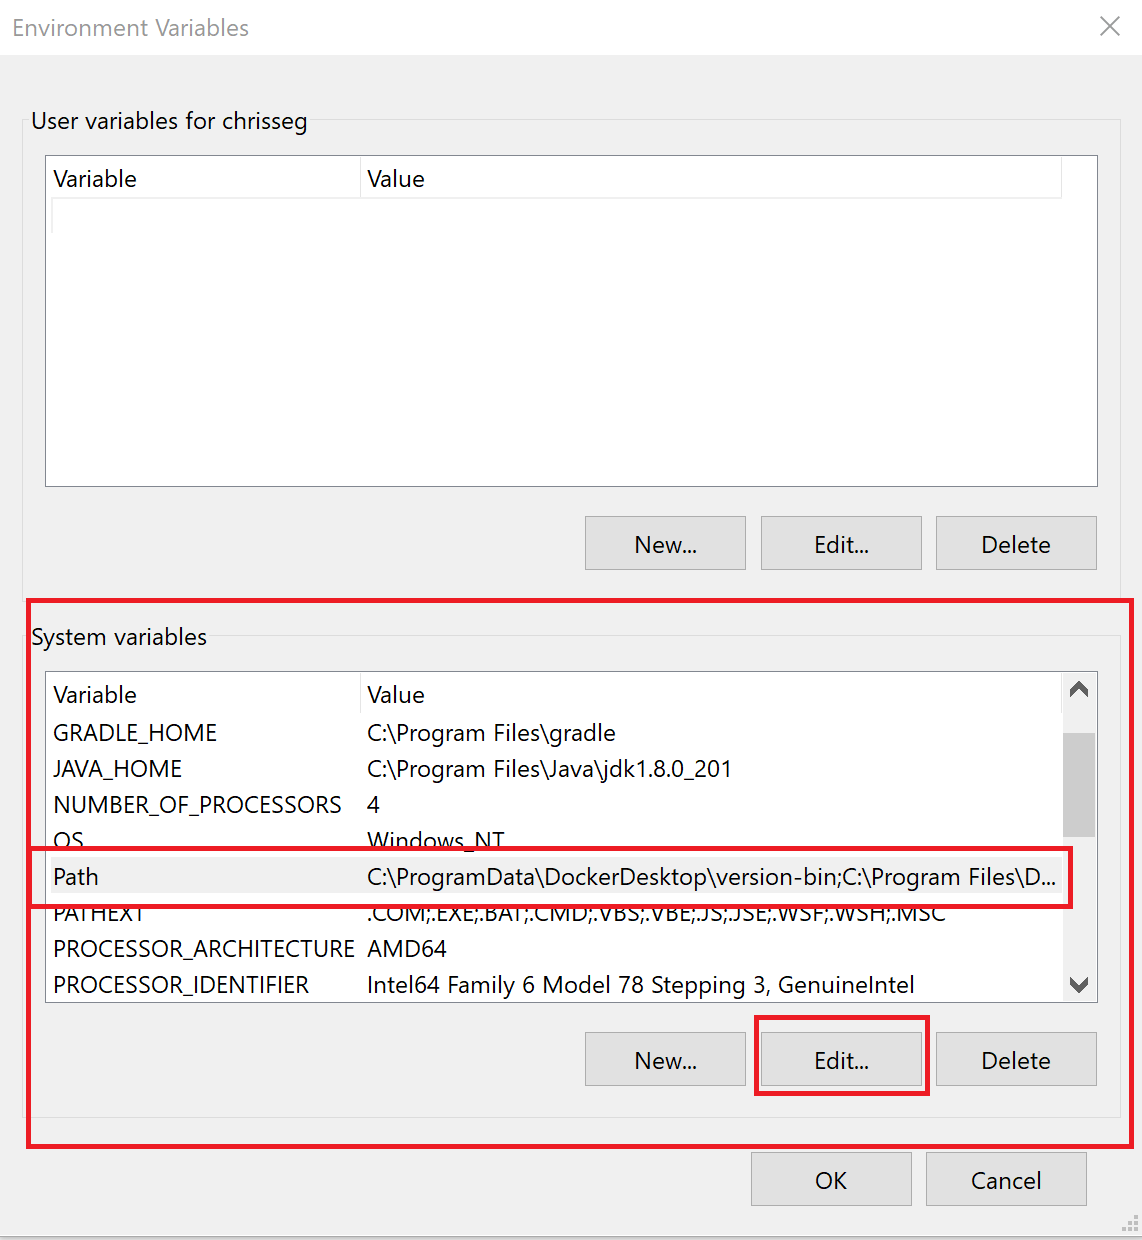 Environment Variables
User variables for chrisseg
Variable Value
New... Edit... Delete
System variables
Variable Value
GRADLE_HOME C:\Program Files\gradle
JAVA_HOME C:\Program Files\Java\jdk1.8.0_201
NUMBER_OF_PROCESSORS 4
OS Windows_NT
Path C:\ProgramData\DockerDesktop\version-bin;C:\Program Files\D...
PATHEXT .COM;.EXE;.BAT;.CMD;.VBS;.VBE;.JS;.JSE;.WSF;.WSH;.MSC
PROCESSOR_ARCHITECTURE AMD64
PROCESSOR_IDENTIFIER Intel64 Family 6 Model 78 Stepping 3, GenuineIntel
New... Edit... Delete
OK Cancel